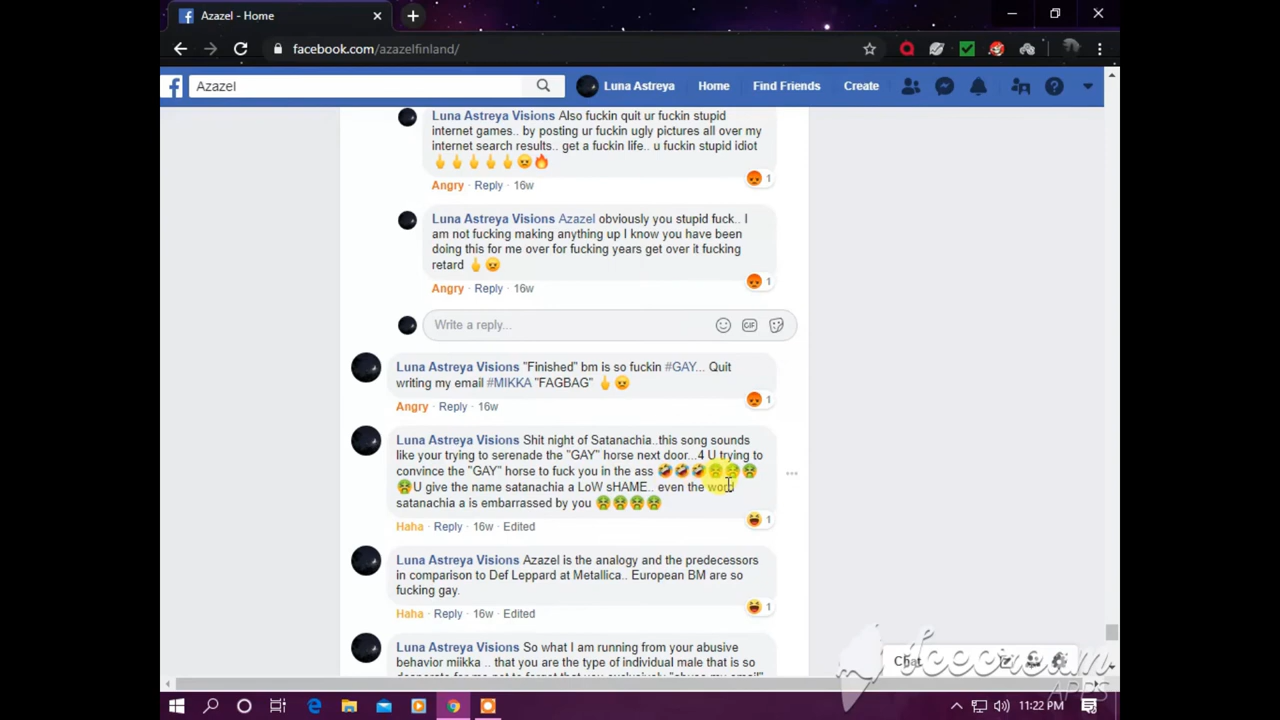 Azazel - Home
facebook.com/azazelfinland/
Azazel
Luna Astreya
Home
Find Friends
Create
Luna Astreya Visions Also fuckin quit ur fuckin stupid
internet games.. by posting ur fuckin ugly pictures all over my
internet search results.. get a fuckin life.. u fuckin stupid idiot
🖕🖕🖕🖕🖕😠🔥
1
Angry · Reply · 16w
Luna Astreya Visions Azazel obviously you stupid fuck.. I
am not fucking making anything up I know you have been
doing this for me over for fucking years get over it fucking
retard 🖕😠
1
Angry · Reply · 16w
Write a reply...
GIF
Luna Astreya Visions "Finished" bm is so fuckin #GAY... Quit
writing my email #MIKKA "FAGBAG" 🖕😠
1
Angry · Reply · 16w
Luna Astreya Visions Shit night of Satanachia..this song sounds
like your trying to serenade the "GAY" horse next door...4 U trying to
convince the "GAY" horse to fuck you in the ass 🤣🤣🤣🤮🤮🤮
🤮U give the name satanachia a LoW sHAME.. even the word
satanachia a is embarrassed by you 🤮🤮🤮🤮
1
Haha · Reply · 16w · Edited
Luna Astreya Visions Azazel is the analogy and the predecessors
in comparison to Def Leppard at Metallica.. European BM are so
fucking gay.
1
Haha · Reply · 16w · Edited
Luna Astreya Visions So what I am running from your abusive
behavior miikka .. that you are the type of individual male that is so
Chat
Icecream
APPS
11:22 PM